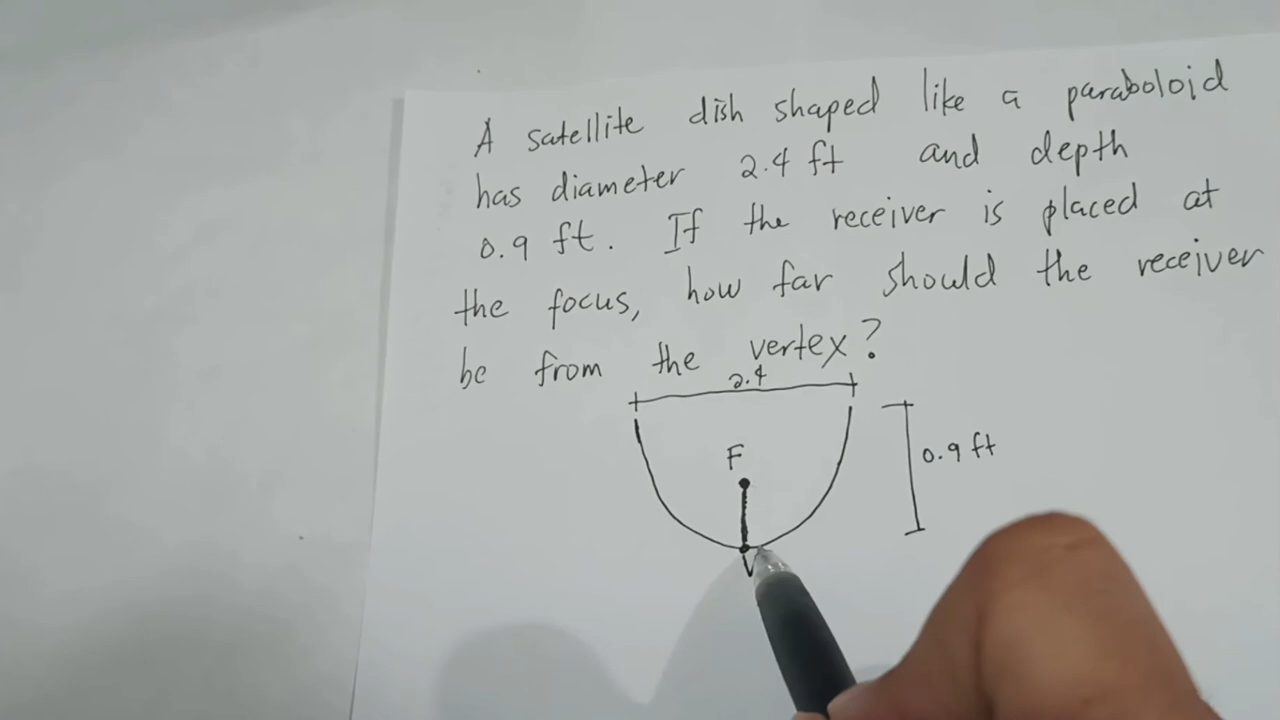 A satellite dish shaped like a paraboloid
has diameter 2.4 ft and depth
0.9 ft. If the receiver is placed at
the focus, how far should the receiver
be from the vertex?
2.4
0.9 ft
F
V